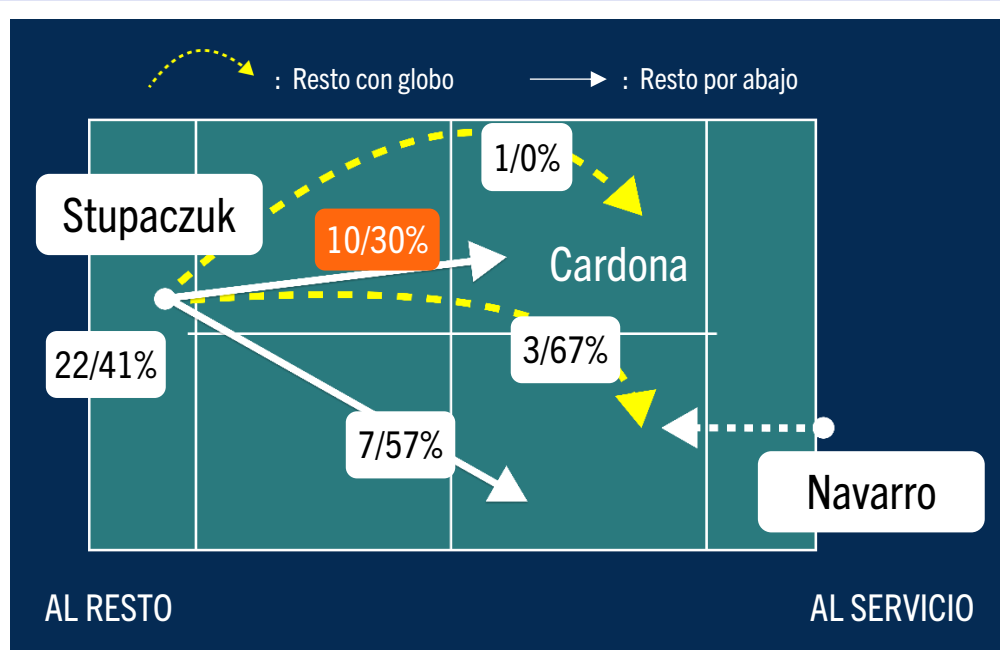 : Resto con globo
: Resto por abajo
1/0%
Stupaczuk
10/30%
Cardona
22/41%
3/67%
7/57%
Navarro
AL RESTO
AL SERVICIO